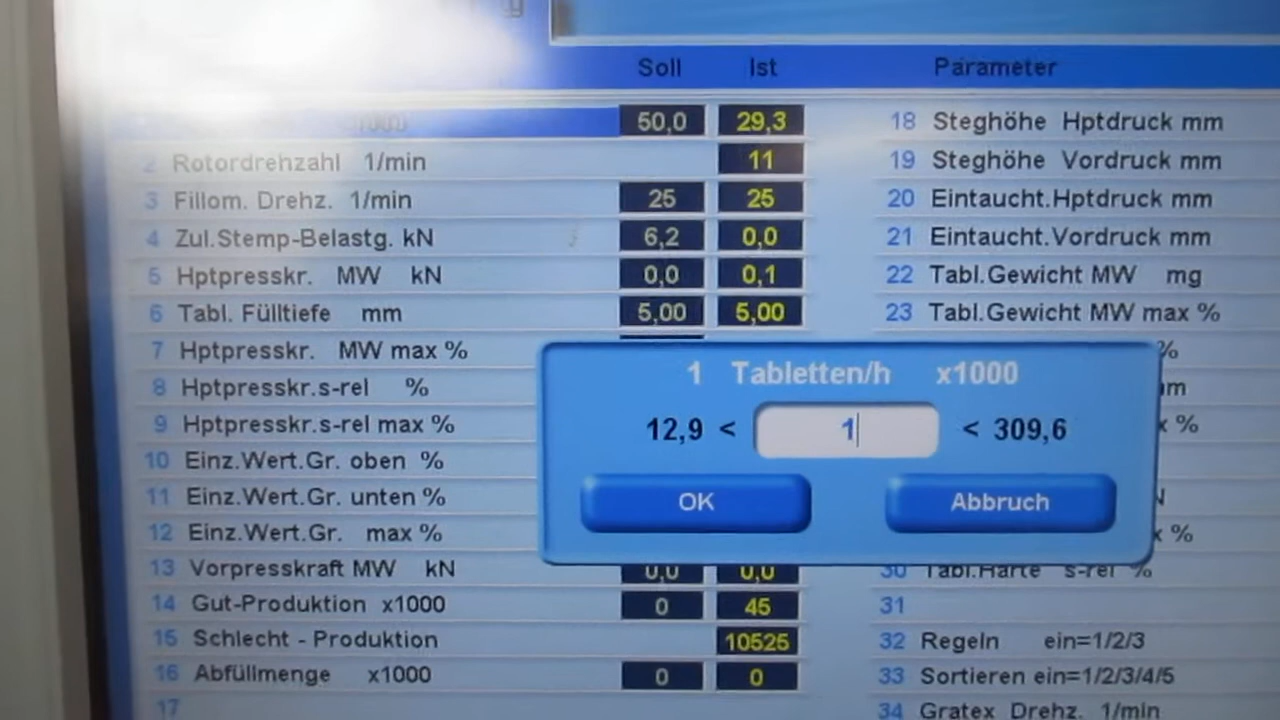 Soll Ist Parameter
1000 50,0 29,3 18 Steghöhe Hptdruck mm
2 Rotordrehzahl 1/min 11 19 Steghöhe Vordruck mm
3 Fillom. Drehz. 1/min 25 25 20 Eintaucht.Hptdruck mm
4 Zul.Stemp-Belastg. kN 6,2 0,0 21 Eintaucht.Vordruck mm
5 Hptpresskr. MW kN 0,0 0,1 22 Tabl.Gewicht MW mg
6 Tabl. Fülltiefe mm 5,00 5,00 23 Tabl.Gewicht MW max %
7 Hptpresskr. MW max % %
1 Tabletten/h x1000
8 Hptpresskr.s-rel %
9 Hptpresskr.s-rel max % %
12,9 < 1 < 309,6
10 Einz.Wert.Gr. oben %
11 Einz.Wert.Gr. unten %
OK Abbruch
12 Einz.Wert.Gr. max % %
13 Vorpresskraft MW kN 0,0 0,0 30 Tabl.Härte s-rel %
14 Gut-Produktion x1000 0 45 31
15 Schlecht - Produktion 10525 32 Regeln ein=1/2/3
16 Abfüllmenge x1000 0 0 33 Sortieren ein=1/2/3/4/5
17 34 Gratex Drehz. 1/min